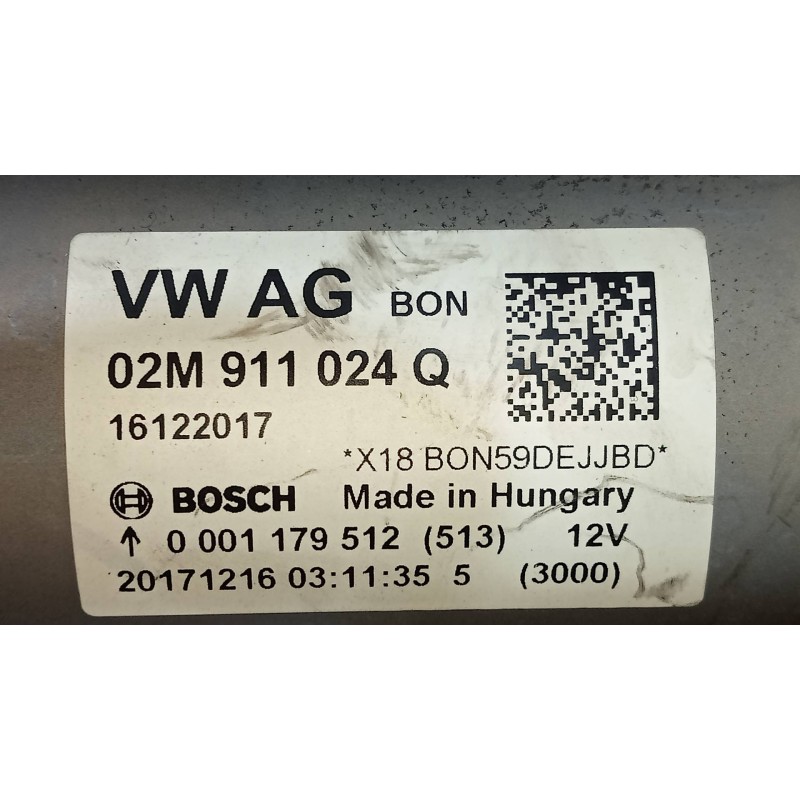 VW AG BON
02M 911 024 Q
16122017
*X18 BON59DEJJBD*
BOSCH Made in Hungary
↑ 0 001 179 512 (513) 12V
20171216 03:11:35 5 (3000)